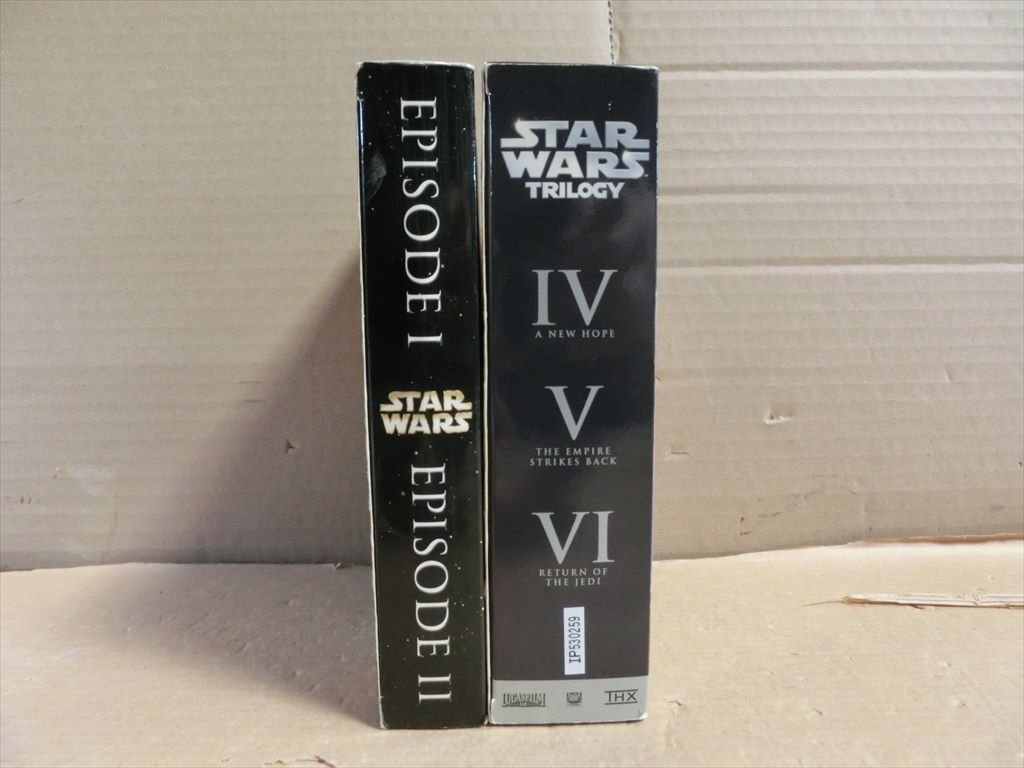 EPISODE I
STAR
WARS
EPISODE II
STAR
WARS
TRILOGY
IV
A NEW HOPE
V
THE EMPIRE
STRIKES BACK
VI
RETURN OF
THE JEDI
IP530259
LUCASFILM
THX